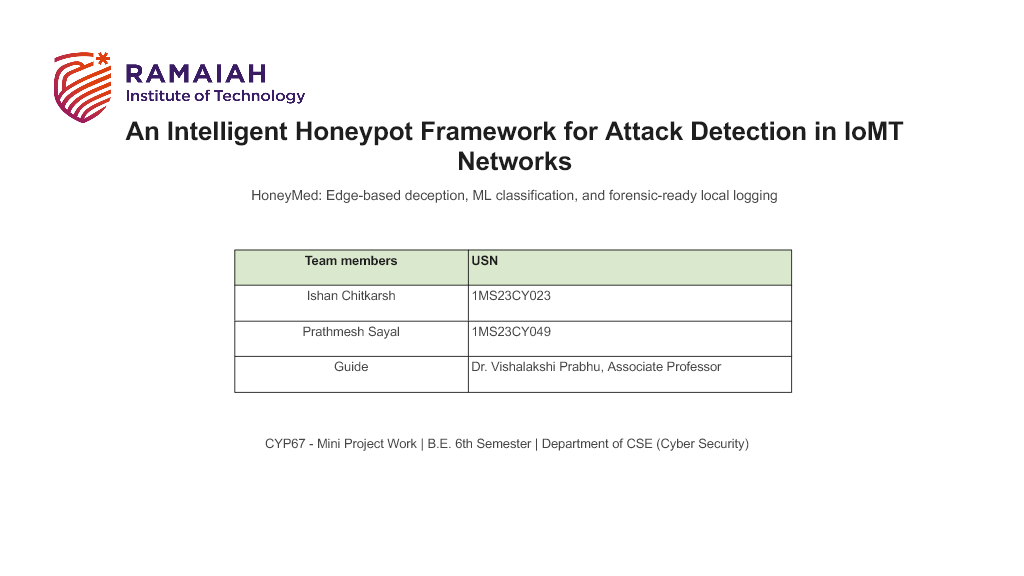 RAMAIAH
Institute of Technology
An Intelligent Honeypot Framework for Attack Detection in IoMT
Networks
HoneyMed: Edge-based deception, ML classification, and forensic-ready local logging
Team members USN
Ishan Chitkarsh 1MS23CY023
Prathmesh Sayal 1MS23CY049
Guide Dr. Vishalakshi Prabhu, Associate Professor
CYP67 - Mini Project Work | B.E. 6th Semester | Department of CSE (Cyber Security)